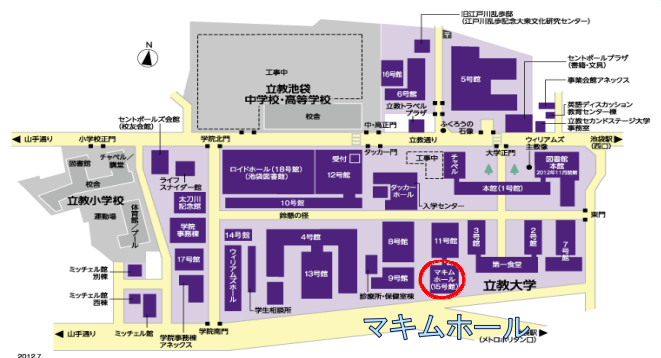 旧江戸川乱歩邸
(江戸川乱歩記念大衆文化研究センター)
N
工事中
立教池袋
中学校・高等学校
校舎
16号館
6号館
5号館
セントポールプラザ
(書籍・文具)
事業会館アネックス
英語ディスカッション
教育センター棟
立教セカンドステージ大学
事務室
セントポールズ会館
(校友会館)
立教トラベル
プラザ
ふくろうの
石像
ウィリアムズ
主教像
池袋駅▶
(西口)
◀山手通り
小学校正門
学院北門
中・高正門
立教通り
大学正門
図書館
チャペル/
講堂
校舎
立教小学校
運動場
体育館/プール
ライフ
スナイダー館
太刀川
記念館
学院
事務棟
17号館
ロイドホール(18号館)
(池袋図書館)
受付
12号館
タッカー門
工事中
チャペル
図書館
本館
2012年11月開館
タッカー
ホール
本館(1号館)
10号館
入学センター
鈴懸の径
東門
14号館
ウィリアムズホール
4号館
13号館
8号館
9号館
11号館
マキム
ホール
(15号館)
3号館
2号館
7号館
第一食堂
立教大学
ミッチェル館
別棟
ミッチェル館
西棟
ミッチェル館
学院事務棟
アネックス
学院南門
学生相談所
診療所・保健室棟
マキムホール
◀山手通り
駅▶
(メトロポリタン口)
2012.7